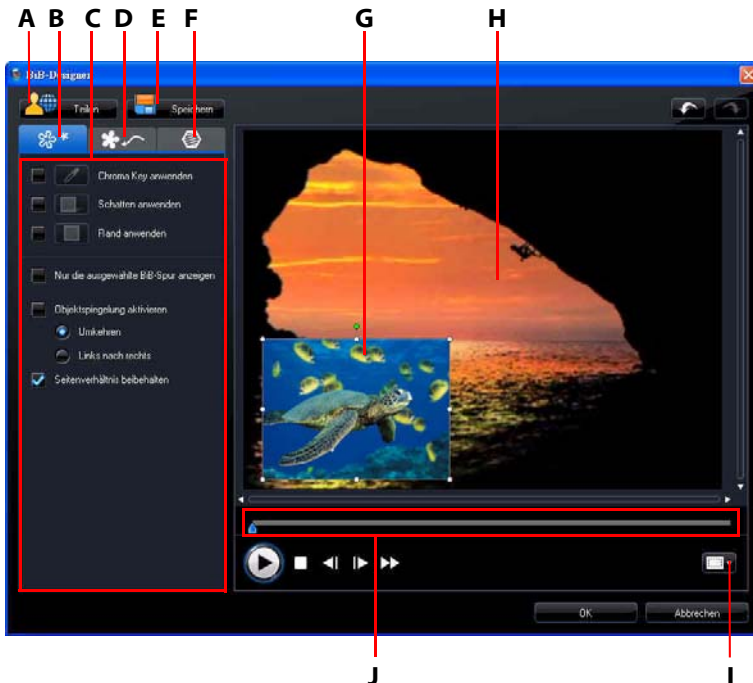 A B C D E F G H
BiB-Designer
Teilen Speichern
Chroma Key anwenden
Schatten anwenden
Rand anwenden
Nur die ausgewählte BiB-Spur anzeigen
Objektspiegelung aktivieren
Umkehren
Links nach rechts
Seitenverhältnis beibehalten
OK Abbrechen
J I